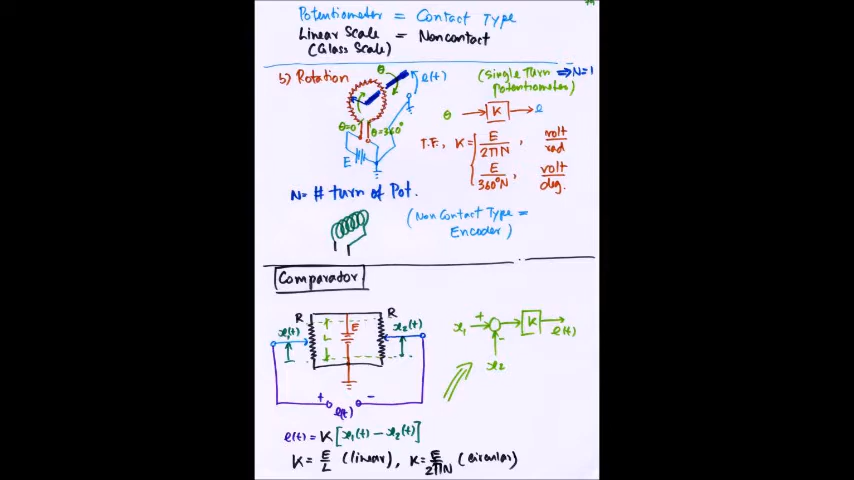 Potentiometer = Contact Type
Linear Scale = Noncontact
(Glass Scale)
b) Rotation
θ
e(t)
(Single Turn ⇒ N=1
Potentiometer)
θ → K → e
θ=0°
θ=360°
E
T.F., K = E/2πN, volt/rad
E/360°N, volt/deg.
N = # turn of Pot.
(Non Contact Type =
Encoder)
Comparador
R
R
x1(t)
L
E
x2(t)
+ -
e(t)
x1 + K e(t)
-
x2
e(t) = K [x1(t) - x2(t)]
K = E/L (linear), K = E/2πN (circular)